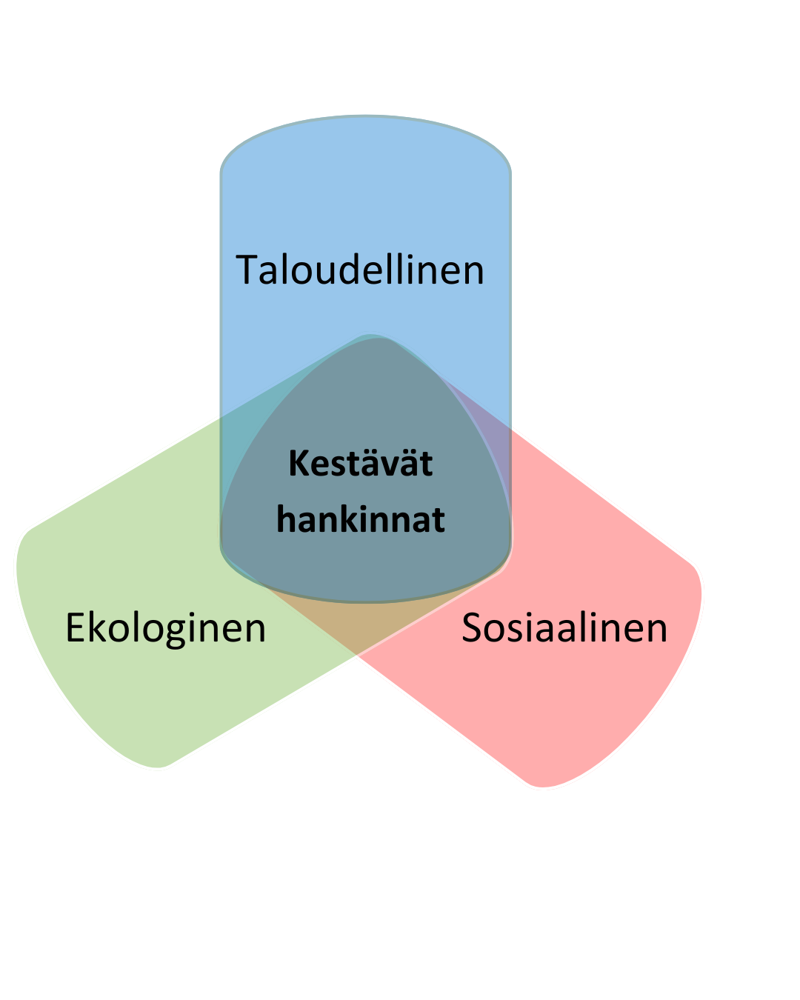 Taloudellinen
Kestävät
hankinnat
Ekologinen
Sosiaalinen